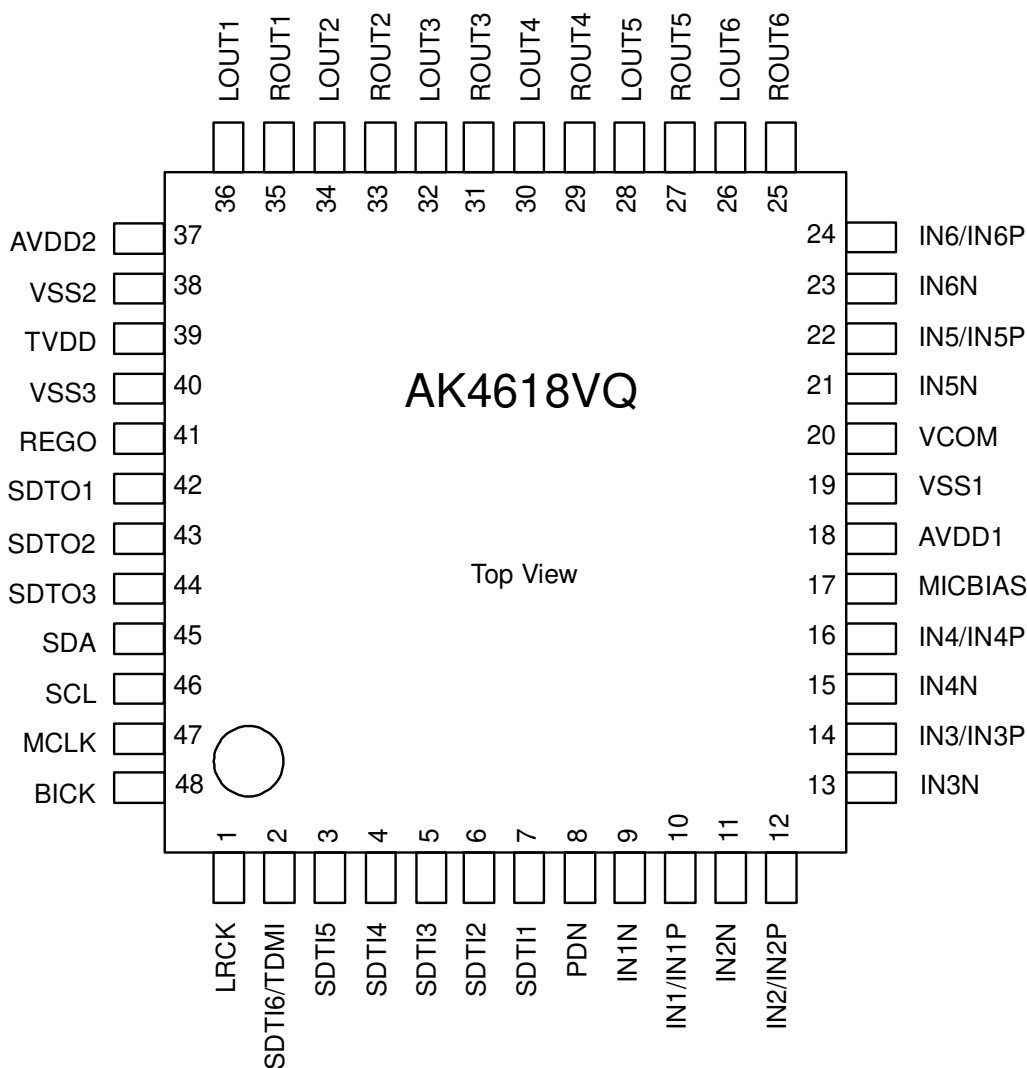 LOUT1
ROUT1
LOUT2
ROUT2
LOUT3
ROUT3
LOUT4
ROUT4
LOUT5
ROUT5
LOUT6
ROUT6
36
35
34
33
32
31
30
29
28
27
26
25
AVDD2 37
VSS2 38
TVDD 39
VSS3 40
REGO 41
SDTO1 42
SDTO2 43
SDTO3 44
SDA 45
SCL 46
MCLK 47
BICK 48
AK4618VQ
Top View
24 IN6/IN6P
23 IN6N
22 IN5/IN5P
21 IN5N
20 VCOM
19 VSS1
18 AVDD1
17 MICBIAS
16 IN4/IN4P
15 IN4N
14 IN3/IN3P
13 IN3N
1
2
3
4
5
6
7
8
9
10
11
12
LRCK
SDTI6/TDMI
SDTI5
SDTI4
SDTI3
SDTI2
SDTI1
PDN
IN1N
IN1/IN1P
IN2N
IN2/IN2P